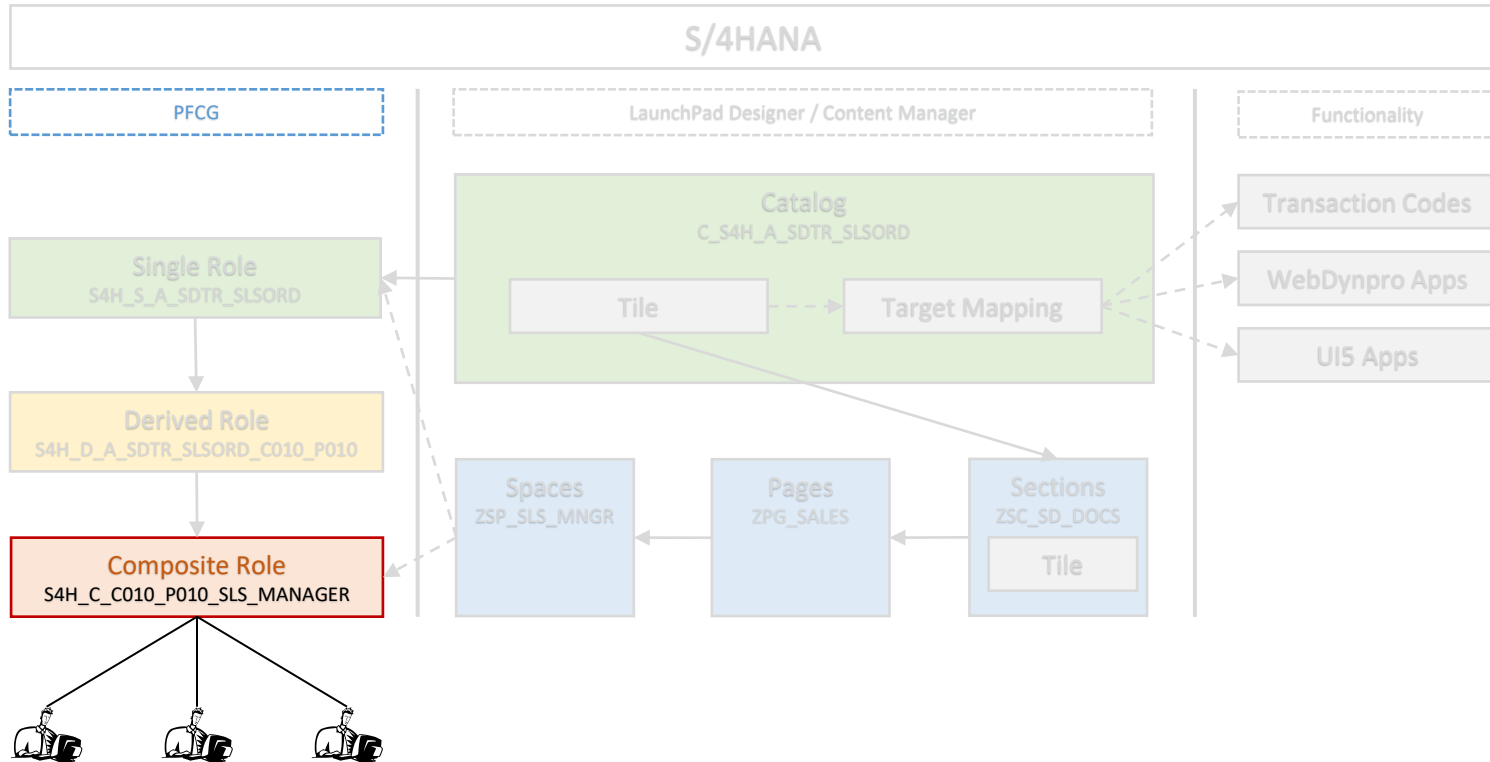 S/4HANA
PFCG
LaunchPad Designer / Content Manager
Functionality
Single Role
S4H_S_A_SDTR_SLSORD
Derived Role
S4H_D_A_SDTR_SLSORD_C010_P010
Composite Role
S4H_C_C010_P010_SLS_MANAGER
Catalog
C_S4H_A_SDTR_SLSORD
Tile
Target Mapping
Spaces
ZSP_SLS_MNGR
Pages
ZPG_SALES
Sections
ZSC_SD_DOCS
Tile
Transaction Codes
WebDynpro Apps
UI5 Apps